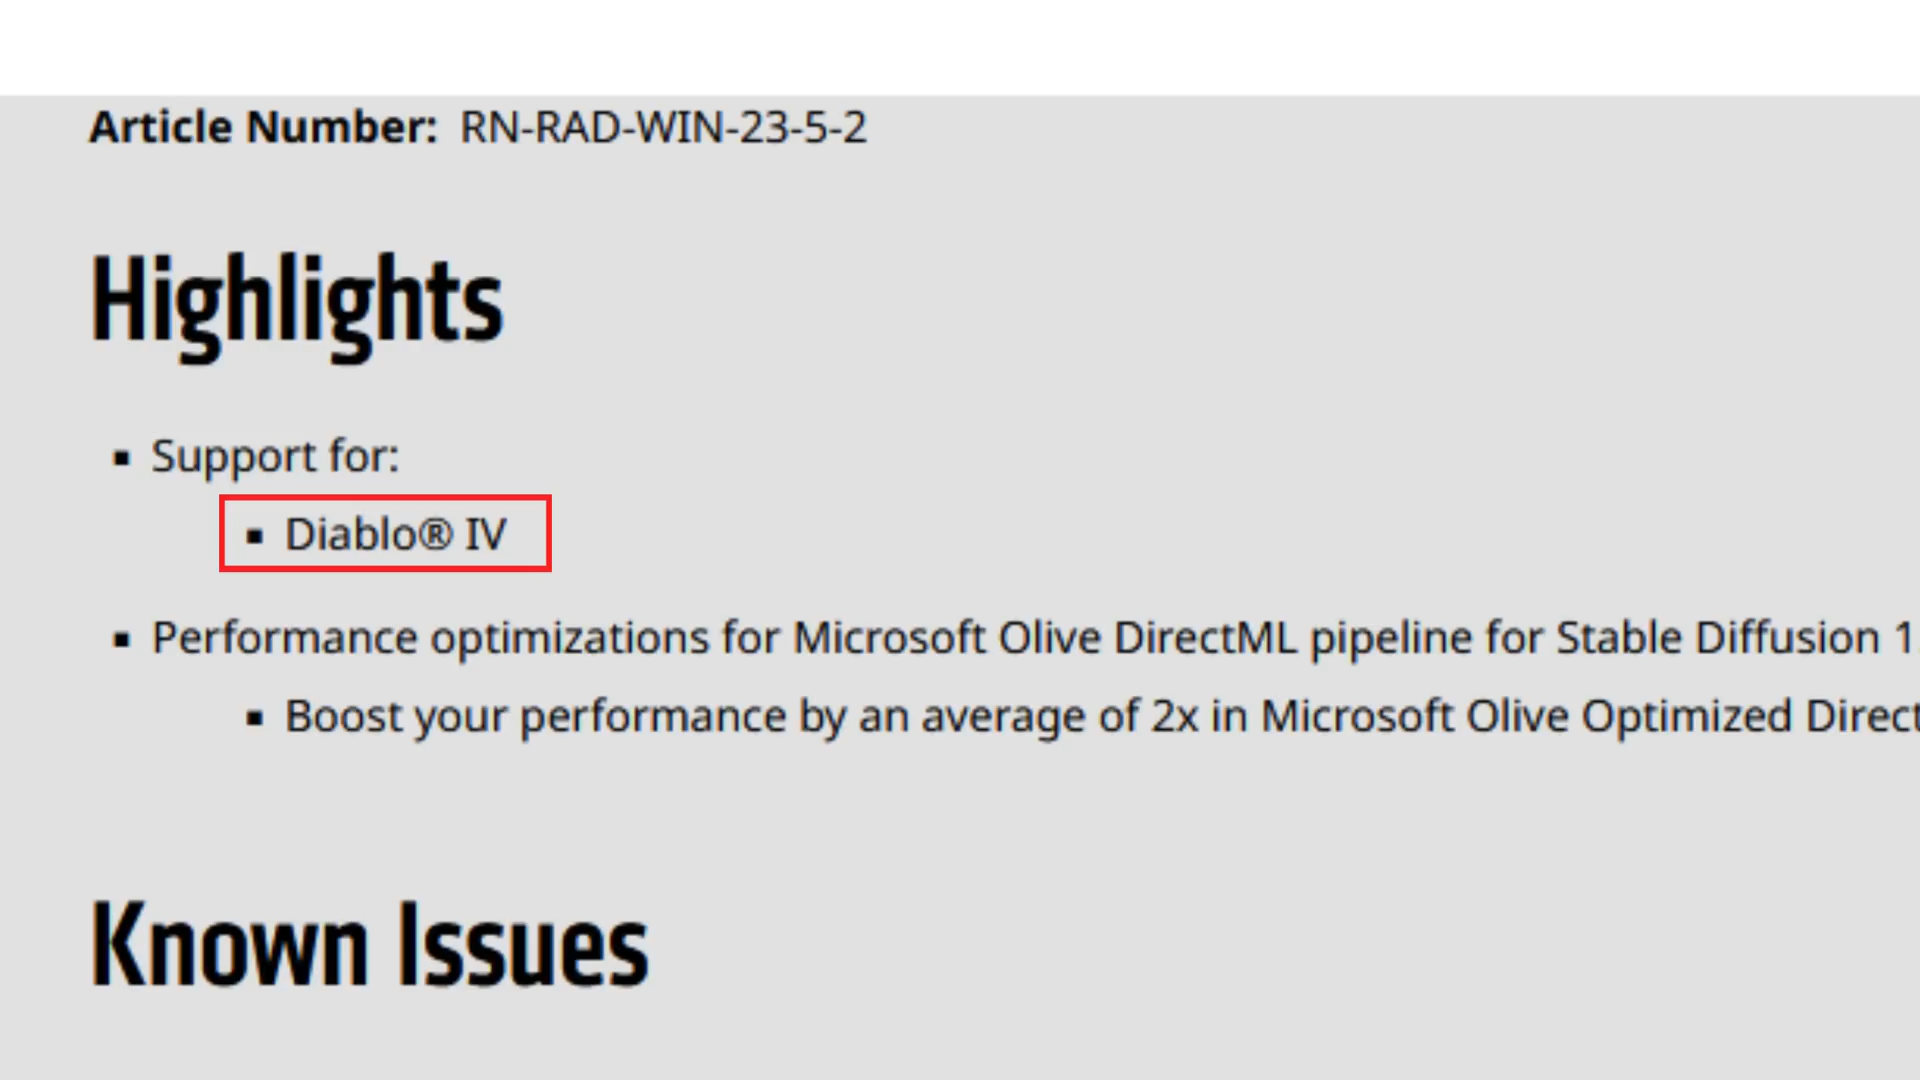 Article Number: RN-RAD-WIN-23-5-2
Highlights
▪ Support for:
▪ Diablo® IV
▪ Performance optimizations for Microsoft Olive DirectML pipeline for Stable Diffusion 1
▪ Boost your performance by an average of 2x in Microsoft Olive Optimized Direct
Known Issues